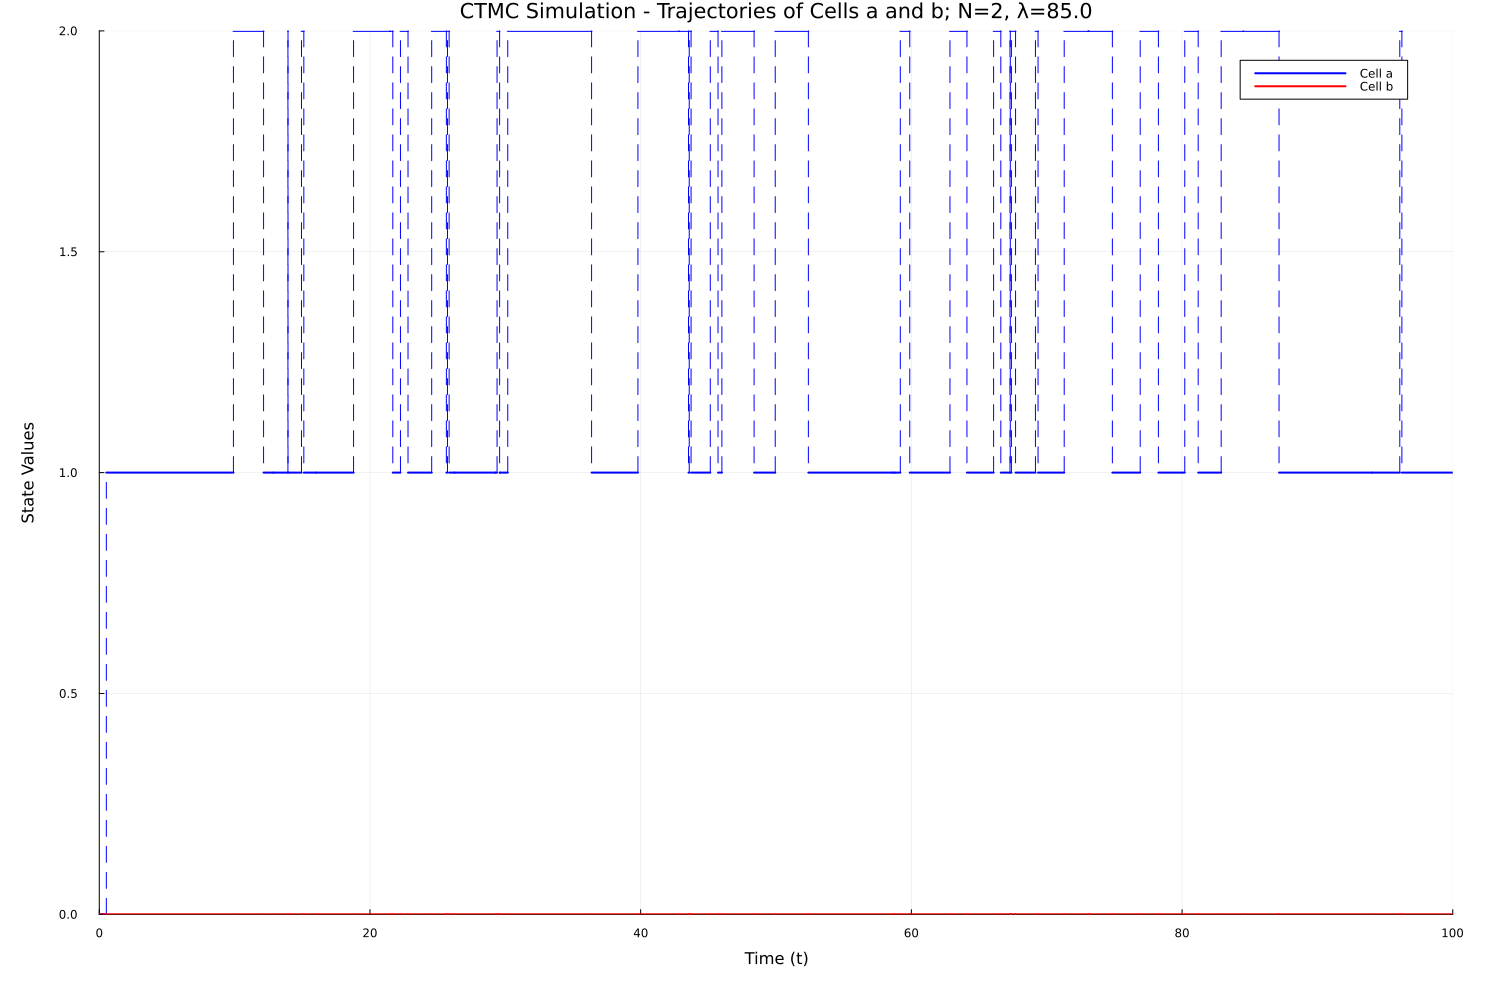 CTMC Simulation - Trajectories of Cells a and b; N=2, λ=85.0
2.0
Cell a
Cell b
1.5
1.0
State Values
0.5
0.0
0 20 40 60 80 100
Time (t)